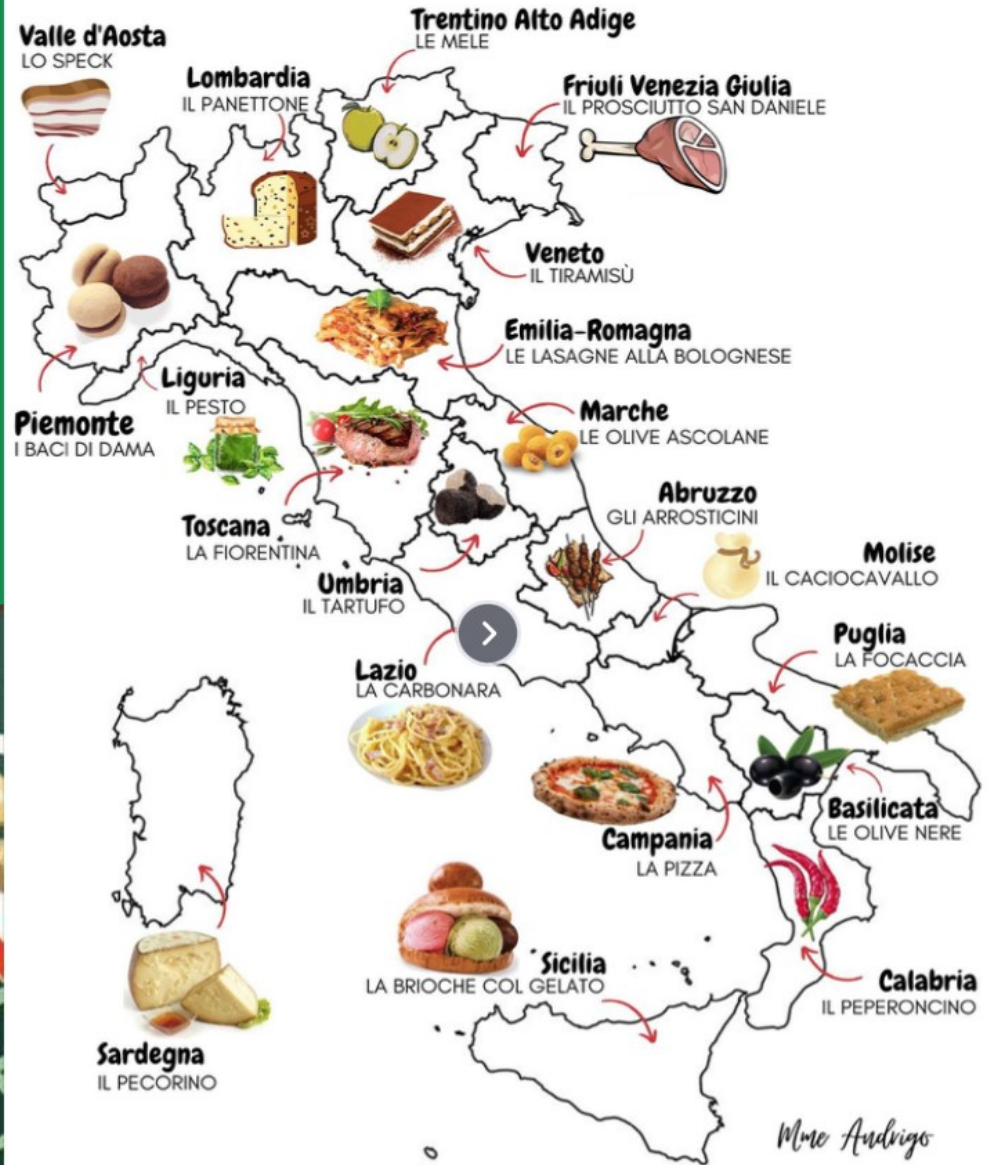 Trentino Alto Adige
LE MELE
Valle d'Aosta
LO SPECK
Lombardia
IL PANETTONE
Friuli Venezia Giulia
IL PROSCIUTTO SAN DANIELE
Veneto
IL TIRAMISÙ
Emilia-Romagna
LE LASAGNE ALLA BOLOGNESE
Liguria
IL PESTO
Piemonte
I BACI DI DAMA
Marche
LE OLIVE ASCOLANE
Abruzzo
GLI ARROSTICINI
Toscana
LA FIORENTINA
Molise
IL CACIOCAVALLO
Umbria
IL TARTUFO
Puglia
LA FOCACCIA
Lazio
LA CARBONARA
Basilicata
LE OLIVE NERE
Campania
LA PIZZA
Sicilia
LA BRIOCHE COL GELATO
Calabria
IL PEPERONCINO
Sardegna
IL PECORINO
Mme Andrigo